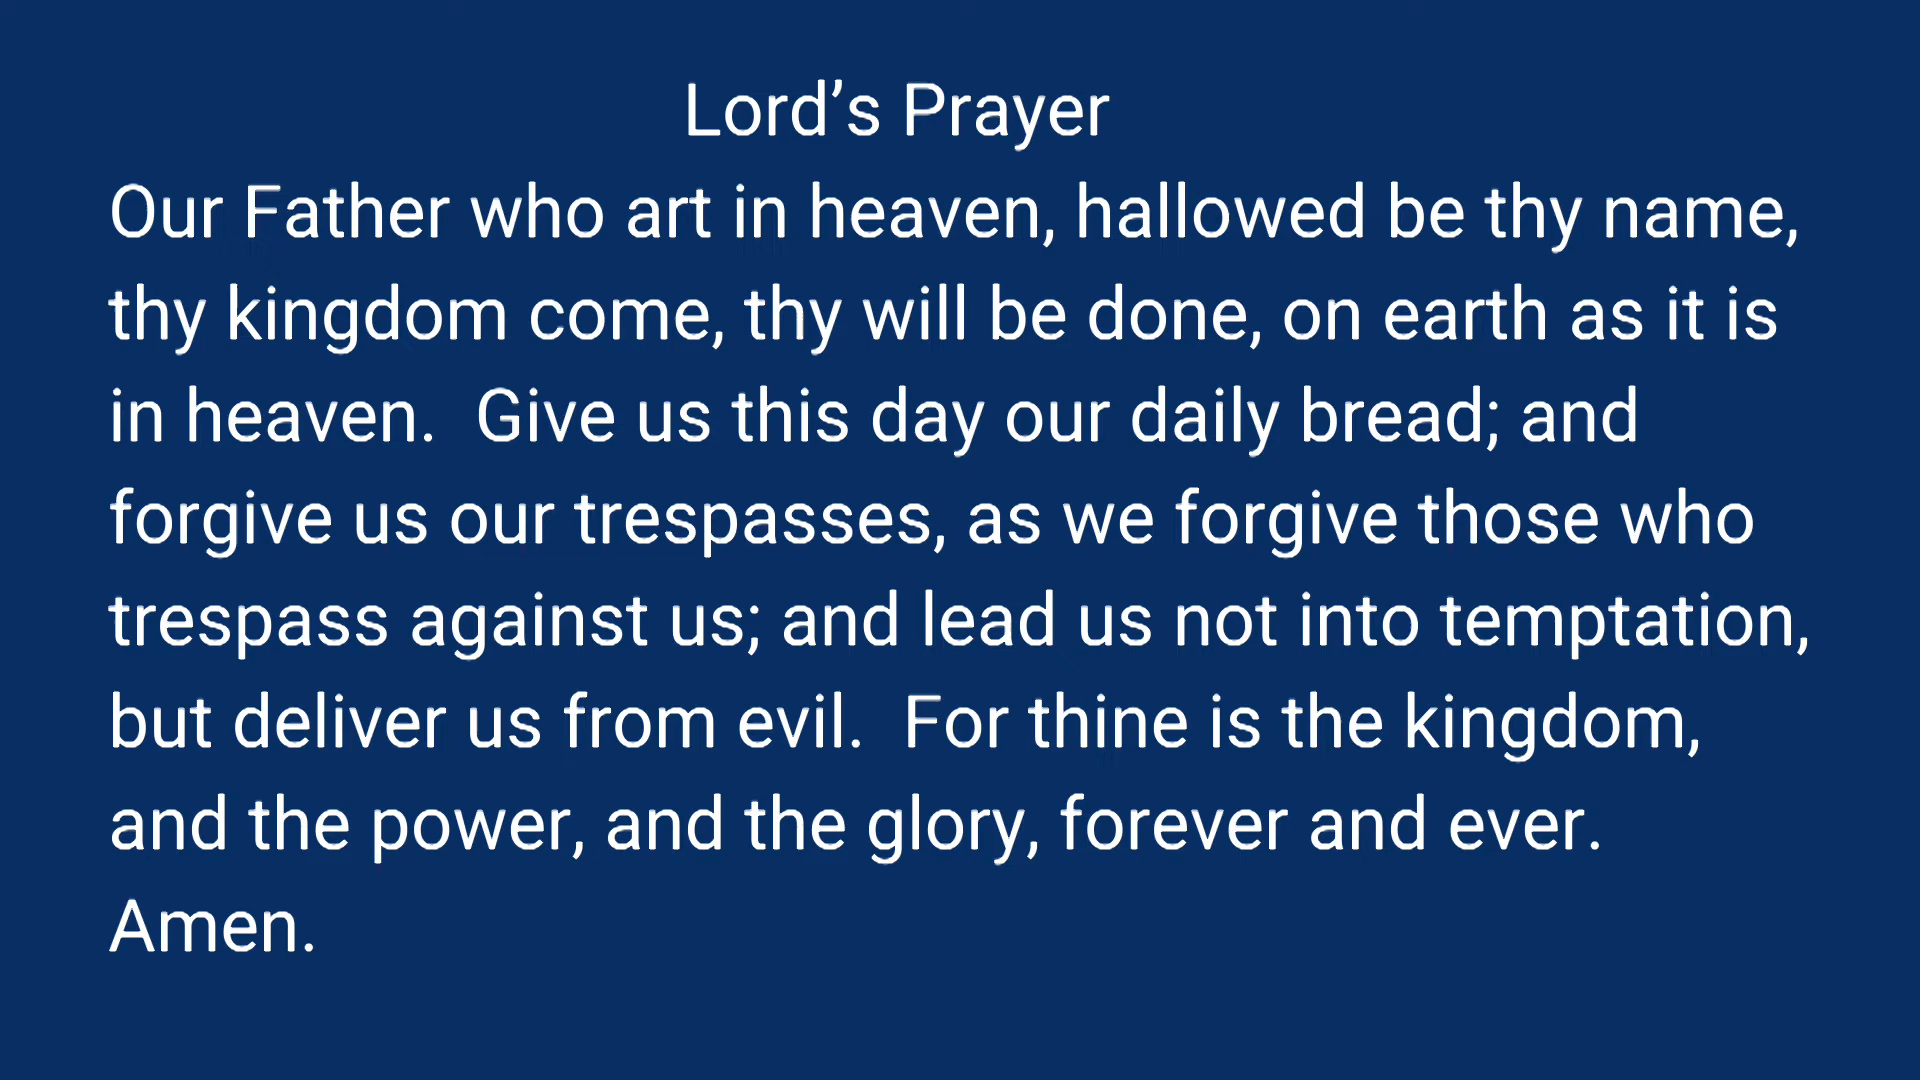 Lord’s Prayer
Our Father who art in heaven, hallowed be thy name,
thy kingdom come, thy will be done, on earth as it is
in heaven.  Give us this day our daily bread; and
forgive us our trespasses, as we forgive those who
trespass against us; and lead us not into temptation,
but deliver us from evil.  For thine is the kingdom,
and the power, and the glory, forever and ever.
Amen.